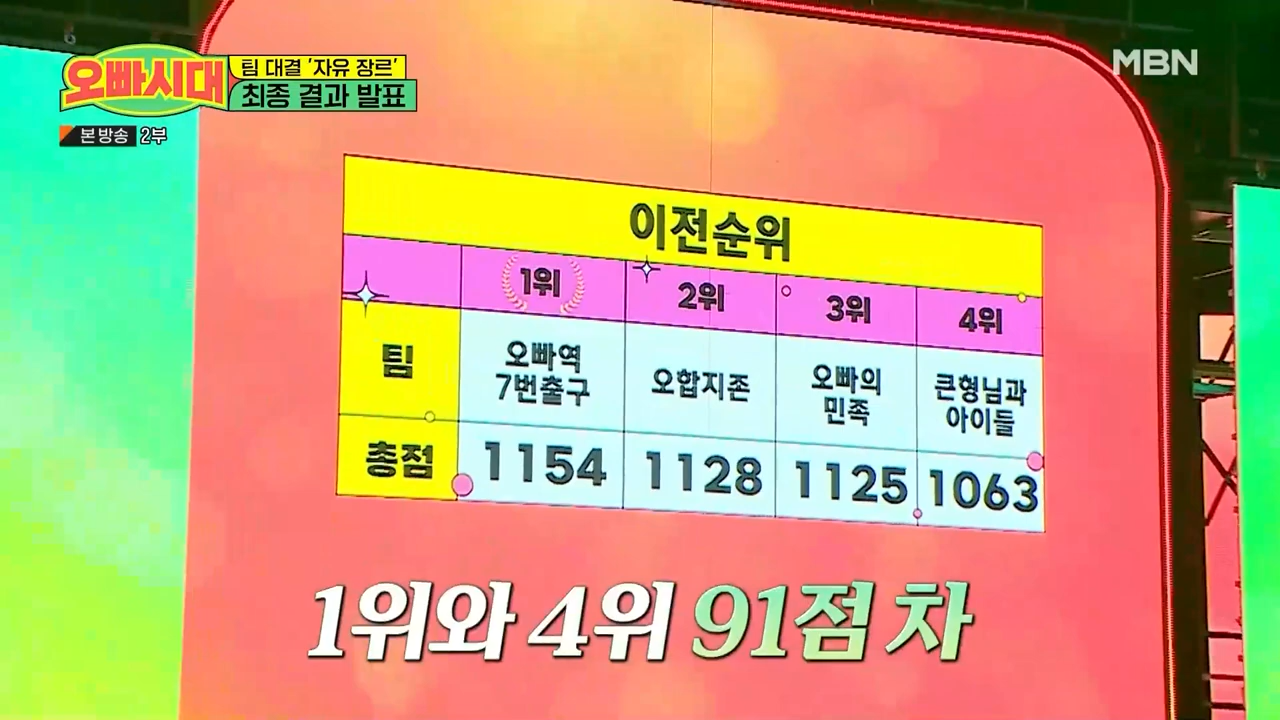 오빠시대
팀 대결 '자유 장르'
최종 결과 발표
본 방송 2부
MBN
이전순위
1위 2위 3위 4위
팀 오빠역 7번출구 오합지존 오빠의 민족 큰형님과 아이들
총점 1154 1128 1125 1063
1위와 4위 91점 차